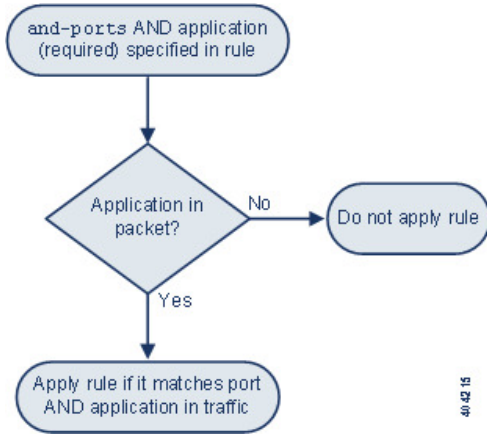 and-ports AND application
(required) specified in rule
Application in
packet?
No
Do not apply rule
Yes
Apply rule if it matches port
AND application in traffic
404215